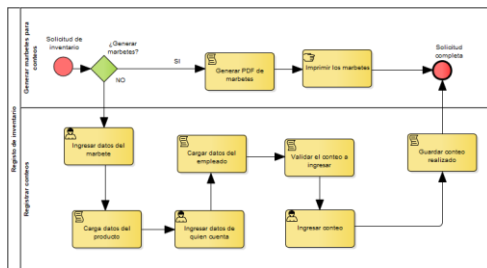 Registo de inventario
Generar marbetes para
conteos
Solicitud de
inventario
¿Generar
marbetes?
SI
NO
Generar PDF de
marbetes
Imprimir los marbetes
Solicitud
completa
Registrar conteos
Ingresar datos del
marbete
Carga datos del
producto
Ingresar datos de
quien cuenta
Cargar datos del
empleado
Validar el conteo a
ingresar
Ingresar conteo
Guardar conteo
realizado